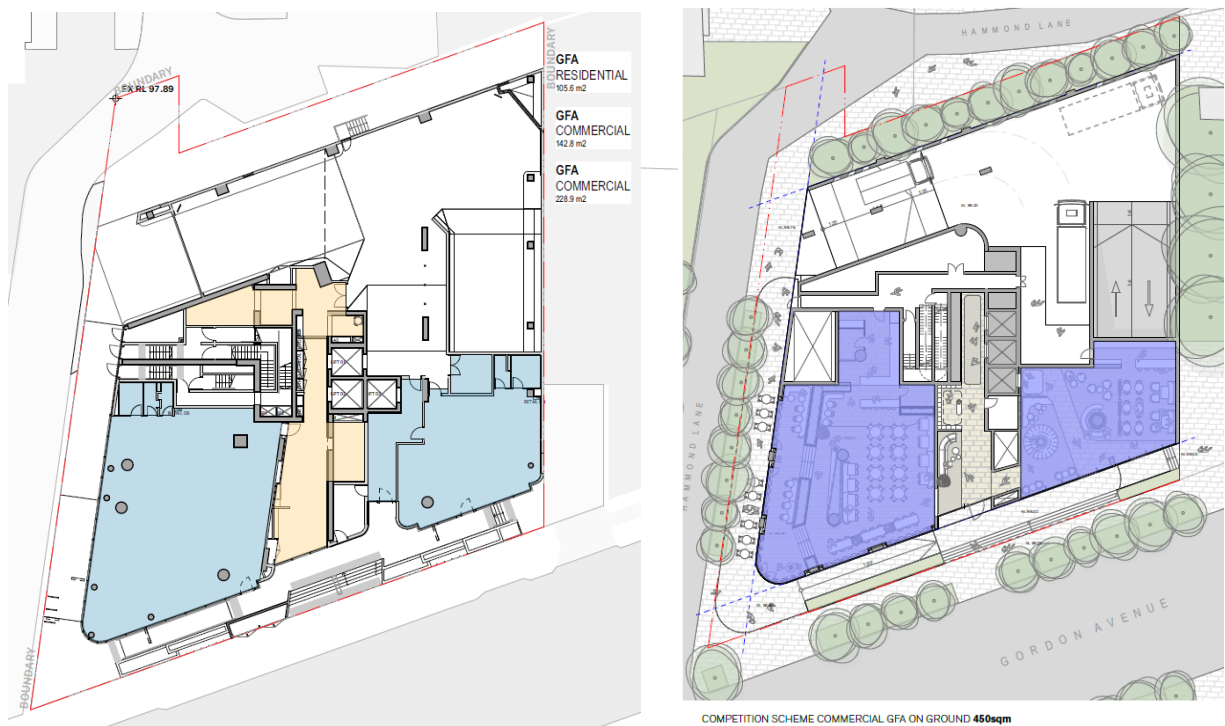 BOUNDARY
EX RL 97.89
BOUNDARY
GFA
RESIDENTIAL
105.6 m2
GFA
COMMERCIAL
142.8 m2
GFA
COMMERCIAL
228.9 m2
BOUNDARY
HAMMOND LANE
HAMMOND LANE
GORDON AVENUE
COMPETITION SCHEME COMMERCIAL GFA ON GROUND 450sqm